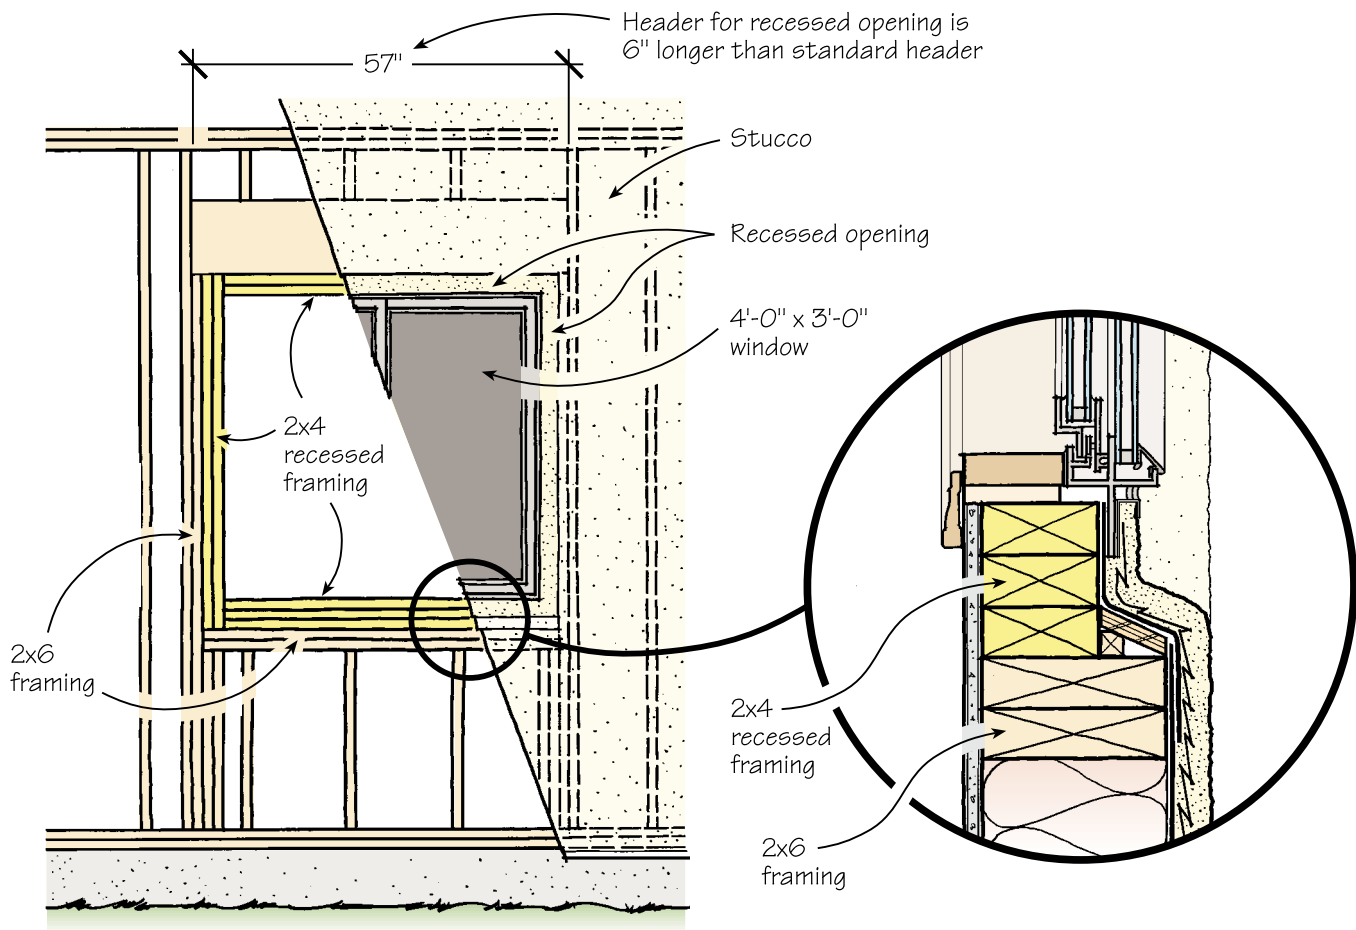 Header for recessed opening is
6" longer than standard header
57"
Stucco
Recessed opening
4'-0" x 3'-0"
window
2x4
recessed
framing
2x6
framing
2x4
recessed
framing
2x6
framing